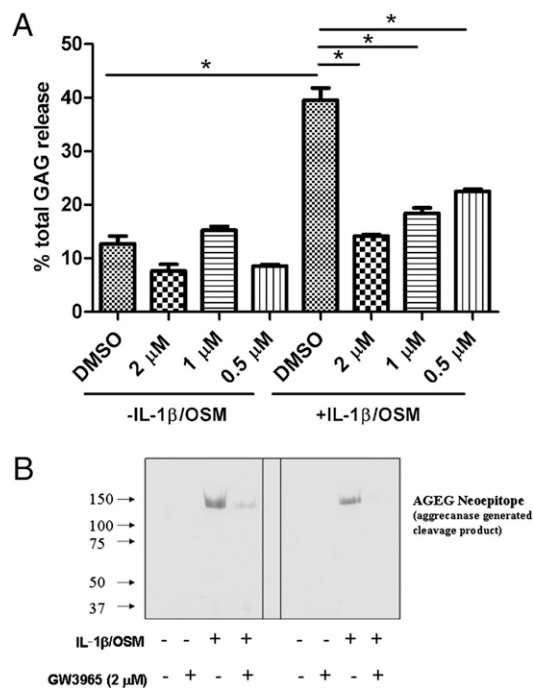 A
*
*
*
*
50
40
30
20
10
0
% total GAG release
DMSO
2 μM
1 μM
0.5 μM
DMSO
2 μM
1 μM
0.5 μM
-IL-1β/OSM
+IL-1β/OSM
B
150
100
75
50
37
AGEG Neoepitope
(aggrecanase generated
cleavage product)
IL-1β/OSM - - + + - - + +
GW3965 (2 μM) - + - + - + - +